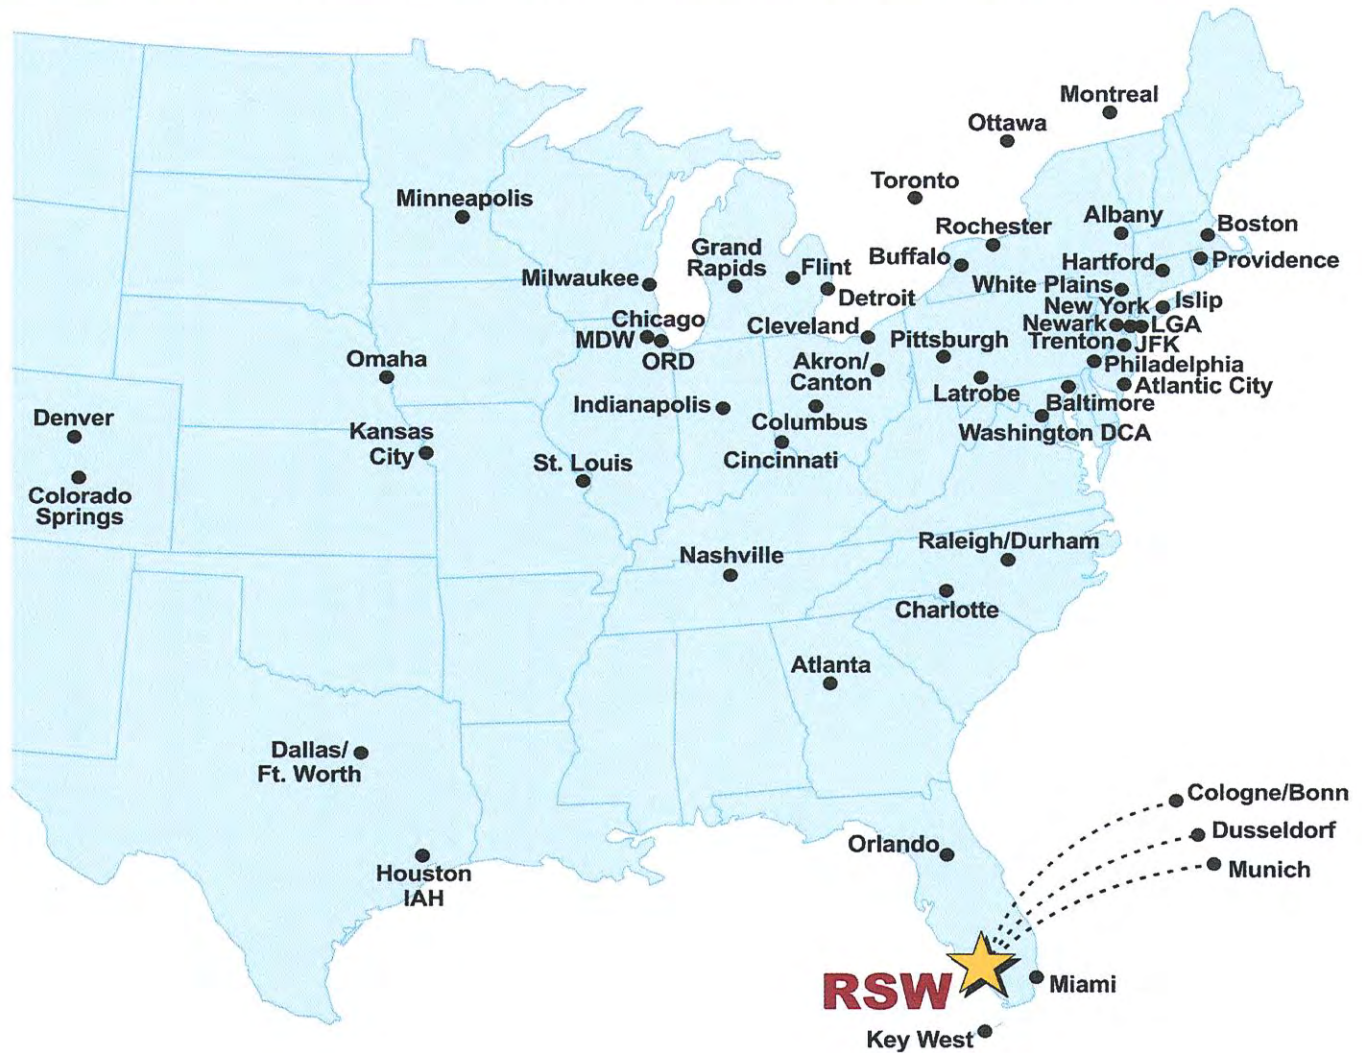 Montreal
Ottawa
Toronto
Minneapolis
Rochester
Albany
Boston
Grand
Rapids
Flint
Buffalo
Hartford
Providence
Milwaukee
Detroit
White Plains
New York
Islip
Chicago
MDW
ORD
Cleveland
Newark
LGA
Pittsburgh
Trenton
JFK
Omaha
Akron/
Canton
Philadelphia
Latrobe
Atlantic City
Indianapolis
Columbus
Baltimore
Denver
Kansas
City
Washington DCA
St. Louis
Cincinnati
Colorado
Springs
Nashville
Raleigh/Durham
Charlotte
Atlanta
Dallas/
Ft. Worth
Cologne/Bonn
Dusseldorf
Orlando
Munich
Houston
IAH
RSW
Miami
Key West